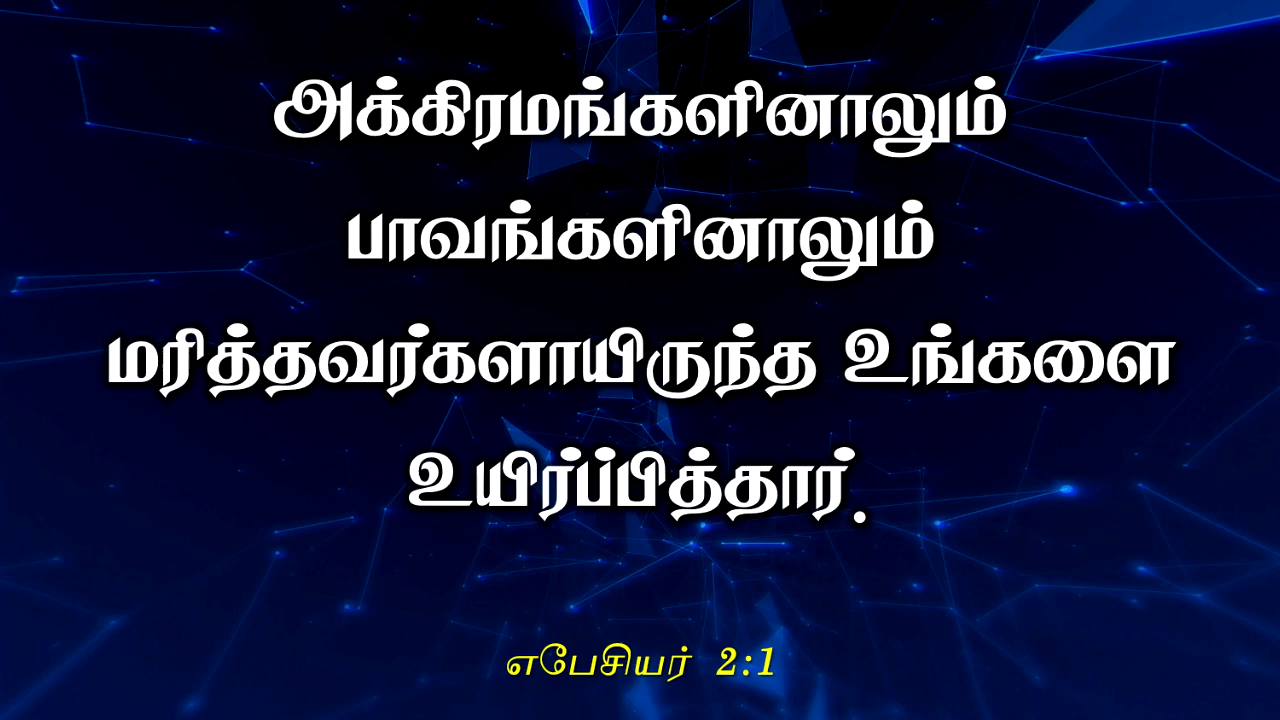 அக்கிரமங்களினாலும்
பாவங்களினாலும்
மரித்தவர்களாயிருந்த உங்களை
உயிர்ப்பித்தார்.
எபேசியர் 2:1